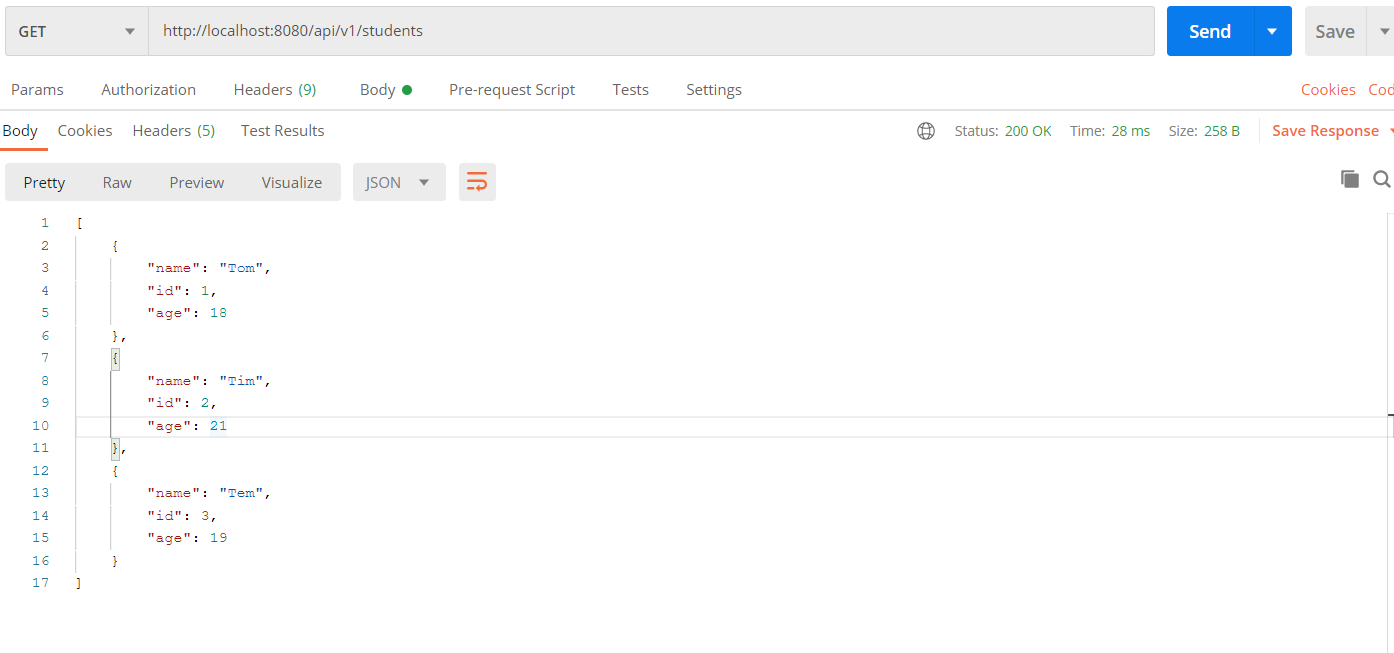 GET http://localhost:8080/api/v1/students Send Save
Params Authorization Headers (9) Body Pre-request Script Tests Settings Cookies Cod
Body Cookies Headers (5) Test Results Status: 200 OK Time: 28 ms Size: 258 B Save Response
Pretty Raw Preview Visualize JSON
1 [
2 {
3 "name": "Tom",
4 "id": 1,
5 "age": 18
6 },
7 {
8 "name": "Tim",
9 "id": 2,
10 "age": 21
11 },
12 {
13 "name": "Tem",
14 "id": 3,
15 "age": 19
16 }
17 ]